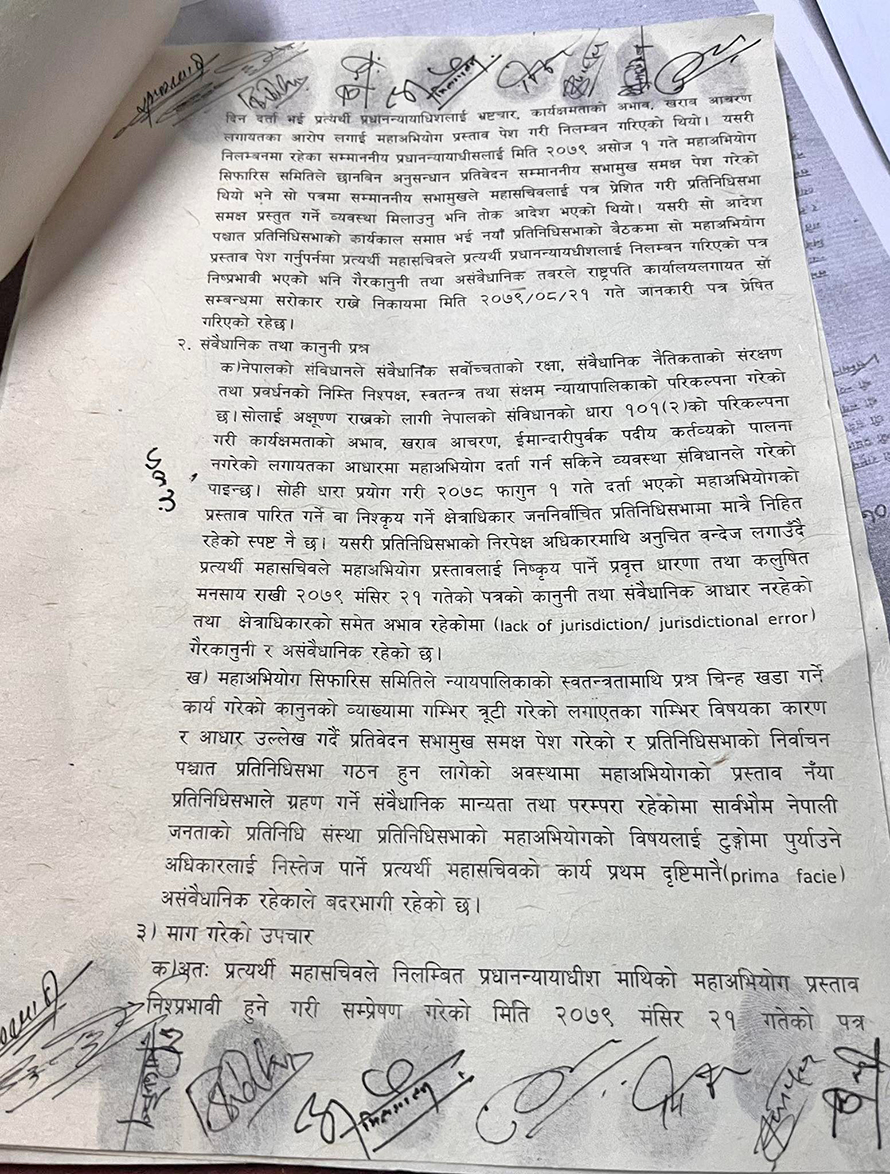 दिन दर्ता भई प्रत्यर्थी प्रधानन्यायाधिशलाई भ्रष्टचार, कार्यक्षमताको अभाव, खराब आचरण
लगायतका आरोप लगाई महाअभियोग प्रस्ताव पेश गरी निलम्बन गरिएको थियो। यसरी
निलम्बनमा रहेका सम्माननीय प्रधानन्यायाधीसलाई मिति २०७९ असोज १ गते महाअभियोग
सिफारिस समितिले छानबिन अनुसन्धान प्रतिवेदन सम्माननीय सभामुख समक्ष पेश गरेको
थियो भने सो पत्रमा सम्माननीय सभामुखले महासचिवलाई पत्र प्रेशित गरी प्रतिनिधिसभा
समक्ष प्रस्तुत गर्ने व्यवस्था मिलाउनु भनि तोक आदेश भएको थियो। यसरी सो आदेश
पश्चात प्रतिनिधिसभाको कार्यकाल समाप्त भई नयाँ प्रतिनिधिसभाको बैठकमा सो महाअभियोग
प्रस्ताव पेश गर्नुपर्नमा प्रत्यर्थी महासचिवले प्रत्यर्थी प्रधानन्यायधीशलाई निलम्बन गरिएको पत्र
निष्प्रभावी भएको भनि गैरकानुनी तथा असंवैधानिक तवरले राष्ट्रपति कार्यालयलगायत सो
सम्बन्धमा सरोकार राख्ने निकायमा मिति २०७९/०८/२१ गते जानकारी पत्र प्रेषित
गरिएको रहेछ।
२. संवैधानिक तथा कानुनी प्रश्न
क)नेपालको संविधानले संवैधानिक सर्वोच्चताको रक्षा, संवैधानिक नैतिकताको संरक्षण
तथा प्रवर्धनको निम्ति निश्पक्ष, स्वतन्त्र तथा संक्षम न्यायापालिकाको परिकल्पना गरेको
छ। सोलाई अक्षूण्ण राख्नको लागी नेपालको संविधानको धारा १०१(२)को परिकल्पना
गरी कार्यक्षमताको अभाव, खराब आचरण, ईमान्दारीपुर्वक पदीय कर्तव्यको पालना
नगरेको लगायतका आधारमा महाअभियोग दर्ता गर्न सकिने व्यवस्था संविधानले गरेको
पाइन्छ। सोही धारा प्रयोग गरी २०७८ फागुन १ गते दर्ता भएको महाअभियोगको
प्रस्ताव पारित गर्ने वा निश्कृय गर्ने क्षेत्राधिकार जननिर्वाचित प्रतिनिधिसभामा मात्रै निहित
रहेको स्पष्ट नै छ। यसरी प्रतिनिधिसभाको निरपेक्ष अधिकारमाथि अनुचित वन्देज लगाउँदै
प्रत्यर्थी महासचिवले महाअभियोग प्रस्तावलाई निष्कृय पार्ने प्रवृत्त धारणा तथा कलुषित
मनसाय राखी २०७९ मंसिर २१ गतेको पत्रको कानुनी तथा संवैधानिक आधार नरहेको
तथा क्षेत्राधिकारको समेत अभाव रहेकोमा (lack of jurisdiction/ jurisdictional error)
गैरकानुनी र असंवैधानिक रहेको छ।
ख) महाअभियोग सिफारिस समितिले न्यायपालिकाको स्वतन्त्रतामाथि प्रश्न चिन्ह खडा गर्ने
कार्य गरेको कानुनको व्याख्यामा गम्भिर त्रूटी गरेको लगाएतका गम्भिर विषयका कारण
र आधार उल्लेख गर्दै प्रतिवेदन सभामुख समक्ष पेश गरेको र प्रतिनिधिसभाको निर्वाचन
पश्चात प्रतिनिधिसभा गठन हुन लागेको अवस्थामा महाअभियोगको प्रस्ताव नँया
प्रतिनिधिसभाले ग्रहण गर्ने संवैधानिक मान्यता तथा परम्परा रहेकोमा सार्वभौम नेपाली
जनताको प्रतिनिधि संस्था प्रतिनिधिसभाको महाअभियोगको विषयलाई टुङ्गोमा पुर्याउने
अधिकारलाई निस्तेज पार्ने प्रत्यर्थी महासचिवको कार्य प्रथम दृष्टिमानै(prima facie)
असंवैधानिक रहेकाले बदरभागी रहेको छ।
३) माग गरेको उपचार
क)अतः प्रत्यर्थी महासचिवले निलम्बित प्रधानन्यायाधीश माथिको महाअभियोग प्रस्ताव
निश्प्रभावी हुने गरी सम्प्रेषण गरेको मिति २०७९ मंसिर २१ गतेको पत्र